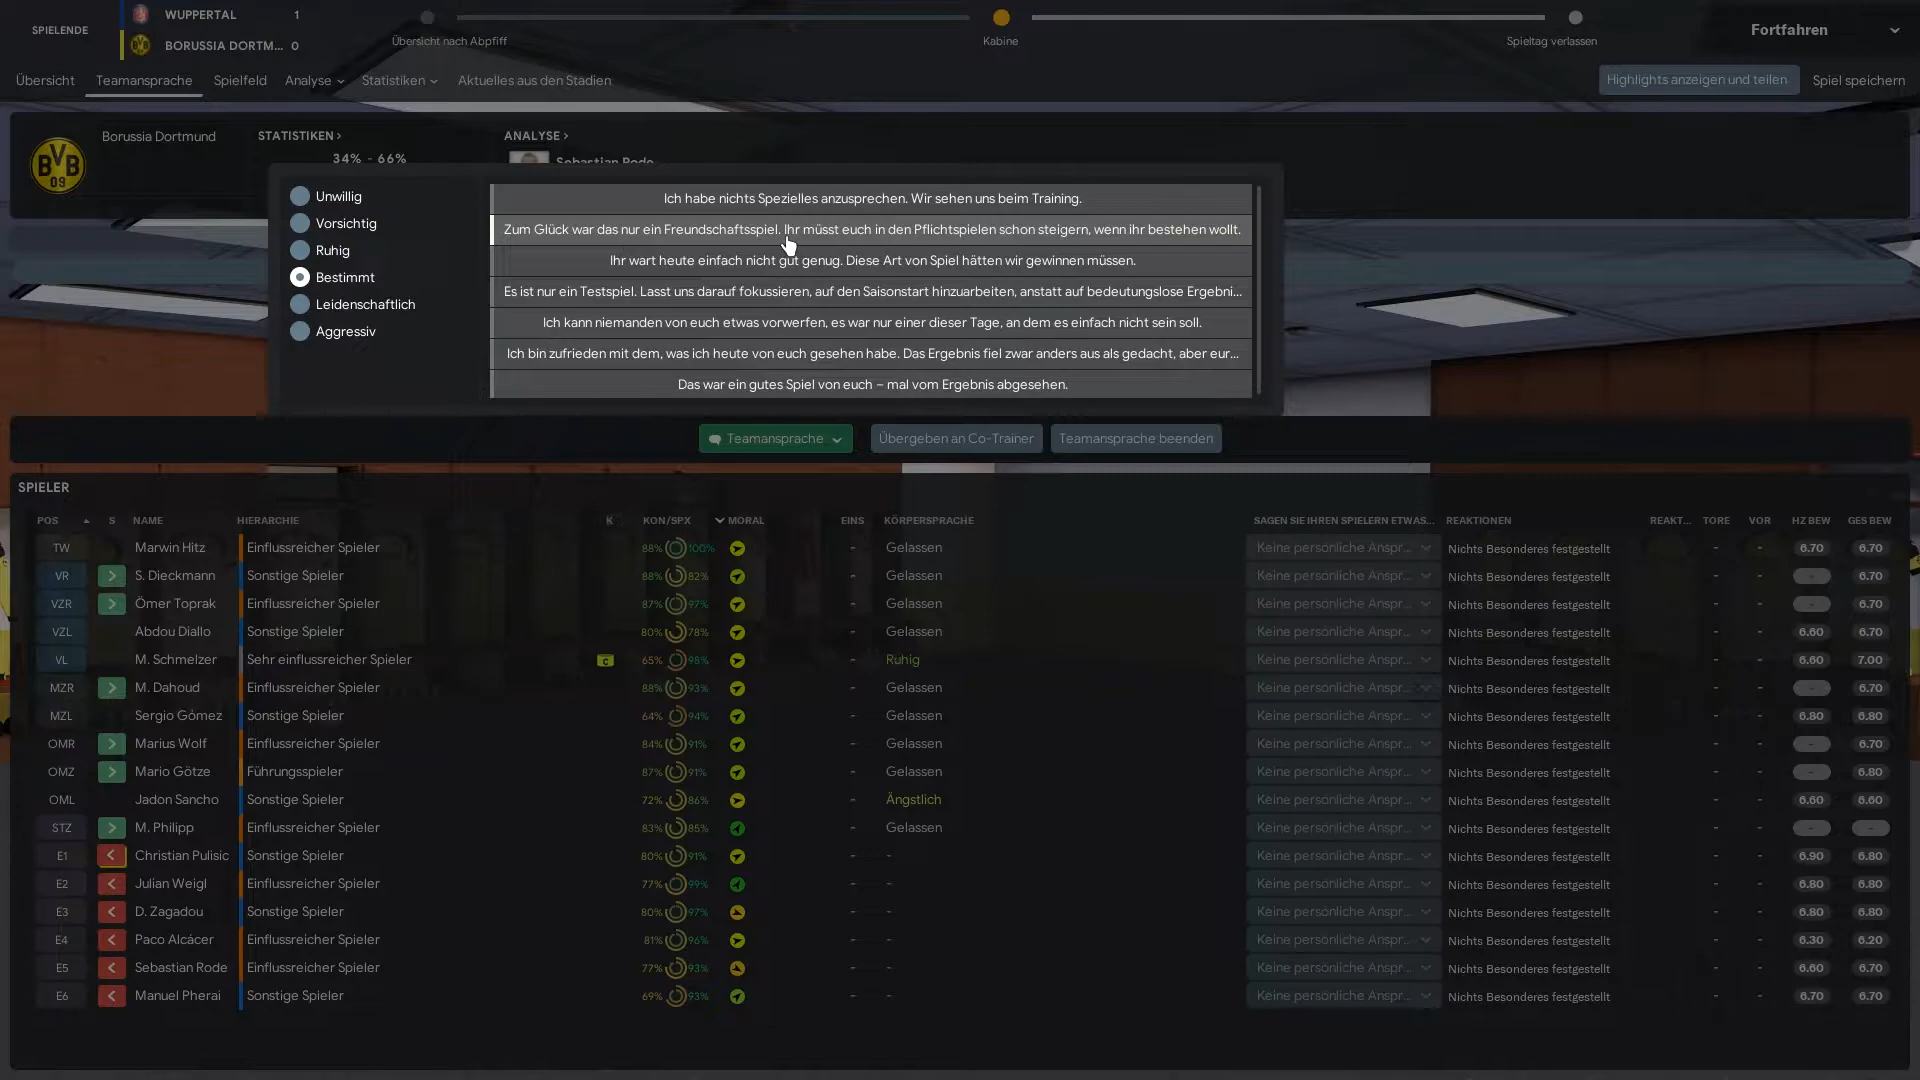 SPIELENDE
WUPPERTAL 1
BORUSSIA DORTM... 0
Übersicht nach Abpfiff
Kabine
Spieltag verlassen
Fortfahren
Übersicht Teamansprache Spielfeld Analyse Statistiken Aktuelles aus den Stadien
Highlights anzeigen und teilen
Spiel speichern
BVB 09
Borussia Dortmund
STATISTIKEN >
34% - 66%
ANALYSE >
Sebastian Rode
Unwillig
Vorsichtig
Ruhig
Bestimmt
Leidenschaftlich
Aggressiv
Ich habe nichts Spezielles anzusprechen. Wir sehen uns beim Training.
Zum Glück war das nur ein Freundschaftsspiel. Ihr müsst euch in den Pflichtspielen schon steigern, wenn ihr bestehen wollt.
Ihr wart heute einfach nicht gut genug. Diese Art von Spiel hätten wir gewinnen müssen.
Es ist nur ein Testspiel. Lasst uns darauf fokussieren, auf den Saisonstart hinzuarbeiten, anstatt auf bedeutungslose Ergebni...
Ich kann niemanden von euch etwas vorwerfen, es war nur einer dieser Tage, an dem es einfach nicht sein soll.
Ich bin zufrieden mit dem, was ich heute von euch gesehen habe. Das Ergebnis fiel zwar anders aus als gedacht, aber eur...
Das war ein gutes Spiel von euch – mal vom Ergebnis abgesehen.
Teamansprache
Übergeben an Co-Trainer
Teamansprache beenden
SPIELER
POS S NAME HIERARCHIE K KON/SPX MORAL EINS KÖRPERSPRACHE SAGEN SIE IHREN SPIELERN ETWAS... REAKTIONEN REAKT... TORE VOR HZ BEW GES BEW
TW Marwin Hitz Einflussreicher Spieler 88% 100% - Gelassen Keine persönliche Anspr... Nichts Besonderes festgestellt - - 6.70 6.70
VR S. Dieckmann Sonstige Spieler 88% 82% - Gelassen Keine persönliche Anspr... Nichts Besonderes festgestellt - - - 6.70
VZR Ömer Toprak Einflussreicher Spieler 87% 97% - Gelassen Keine persönliche Anspr... Nichts Besonderes festgestellt - - - 6.70
VZL Abdou Diallo Sonstige Spieler 80% 78% - Gelassen Keine persönliche Anspr... Nichts Besonderes festgestellt - - 6.60 6.70
VL M. Schmelzer Sehr einflussreicher Spieler C 65% 98% - Ruhig Keine persönliche Anspr... Nichts Besonderes festgestellt - - 6.60 7.00
MZR M. Dahoud Einflussreicher Spieler 88% 93% - Gelassen Keine persönliche Anspr... Nichts Besonderes festgestellt - - - 6.70
MZL Sergio Gómez Sonstige Spieler 64% 94% - Gelassen Keine persönliche Anspr... Nichts Besonderes festgestellt - - 6.80 6.80
OMR Marius Wolf Einflussreicher Spieler 84% 91% - Gelassen Keine persönliche Anspr... Nichts Besonderes festgestellt - - - 6.70
OMZ Mario Götze Führungsspieler 87% 91% - Gelassen Keine persönliche Anspr... Nichts Besonderes festgestellt - - - 6.80
OML Jadon Sancho Sonstige Spieler 72% 86% - Ängstlich Keine persönliche Anspr... Nichts Besonderes festgestellt - - 6.60 6.60
STZ M. Philipp Einflussreicher Spieler 83% 85% - Gelassen Keine persönliche Anspr... Nichts Besonderes festgestellt - - - -
E1 Christian Pulisic Sonstige Spieler 80% 91% - - Keine persönliche Anspr... Nichts Besonderes festgestellt - - 6.90 6.80
E2 Julian Weigl Einflussreicher Spieler 77% 99% - - Keine persönliche Anspr... Nichts Besonderes festgestellt - - 6.80 6.80
E3 D. Zagadou Sonstige Spieler 80% 97% - - Keine persönliche Anspr... Nichts Besonderes festgestellt - - 6.80 6.80
E4 Paco Alcácer Einflussreicher Spieler 81% 96% - - Keine persönliche Anspr... Nichts Besonderes festgestellt - - 6.30 6.20
E5 Sebastian Rode Einflussreicher Spieler 77% 93% - - Keine persönliche Anspr... Nichts Besonderes festgestellt - - 6.60 6.70
E6 Manuel Pherai Sonstige Spieler 69% 93% - - Keine persönliche Anspr... Nichts Besonderes festgestellt - - 6.70 6.70